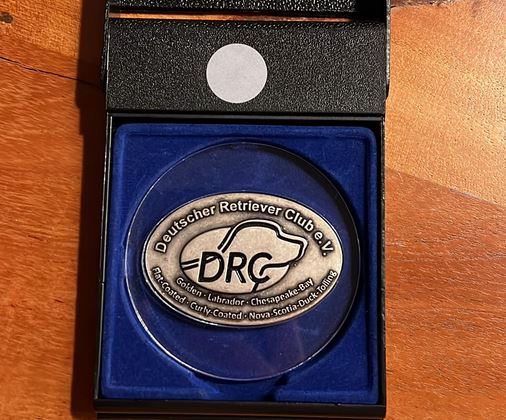 Deutscher Retriever Club e.V.
DRC
Golden · Labrador · Chesapeake-Bay
Flat-Coated · Curly-Coated · Nova-Scotia-Duck-Tolling